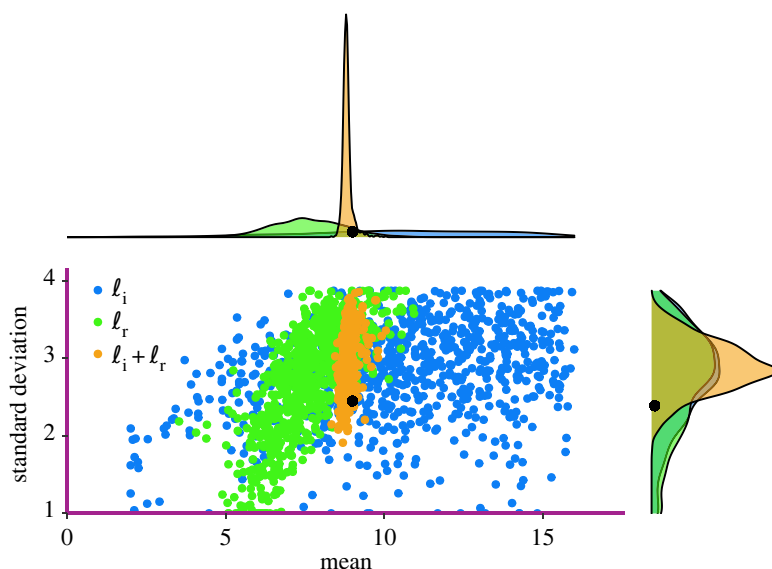 4
3
2
1
standard deviation
ℓi
ℓr
ℓi + ℓr
0 5 10 15
mean